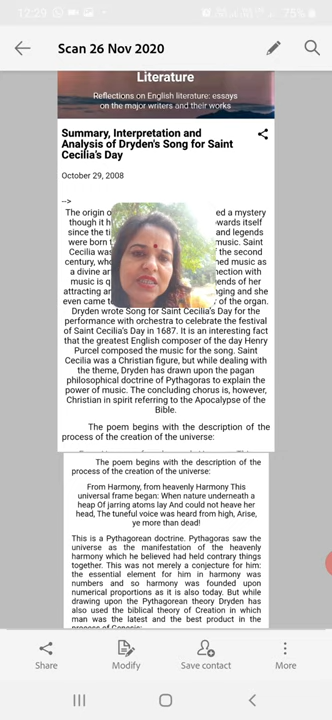 12:29
75%
Scan 26 Nov 2020
Literature
Reflections on English literature: essays
on the major writers and their works
Summary, Interpretation and
Analysis of Dryden's Song for Saint
Cecilia's Day
October 29, 2008
-->
The origin o ed a mystery
though it h owards itself
since the ti and legends
were born music. Saint
Cecilia was the second
century, who ed music as
a divine ar nection with
music is q ends of her
attracting an nging and she
even came t of the organ.
Dryden wrote Song for Saint Cecilia's Day for the
performance with orchestra to celebrate the festival
of Saint Cecilia's Day in 1687. It is an interesting fact
that the greatest English composer of the day Henry
Purcel composed the music for the song. Saint
Cecilia was a Christian figure, but while dealing with
the theme, Dryden has drawn upon the pagan
philosophical doctrine of Pythagoras to explain the
power of music. The concluding chorus is, however,
Christian in spirit referring to the Apocalypse of the
Bible.
The poem begins with the description of the
process of the creation of the universe:
The poem begins with the description of the
process of the creation of the universe:
From Harmony, from heavenly Harmony This
universal frame began: When nature underneath a
heap Of jarring atoms lay And could not heave her
head, The tuneful voice was heard from high, Arise,
ye more than dead!
This is a Pythagorean doctrine. Pythagoras saw the
universe as the manifestation of the heavenly
harmony which he believed had held contrary things
together. This was not merely a conjecture for him:
the essential element for him in harmony was
numbers and so harmony was founded upon
numerical proportions as it is also today. But while
drawing upon the Pythagorean theory Dryden has
also used the biblical theory of Creation in which
man was the latest and the best product in the
process of Genesis:
Share
Modify
Save contact
More